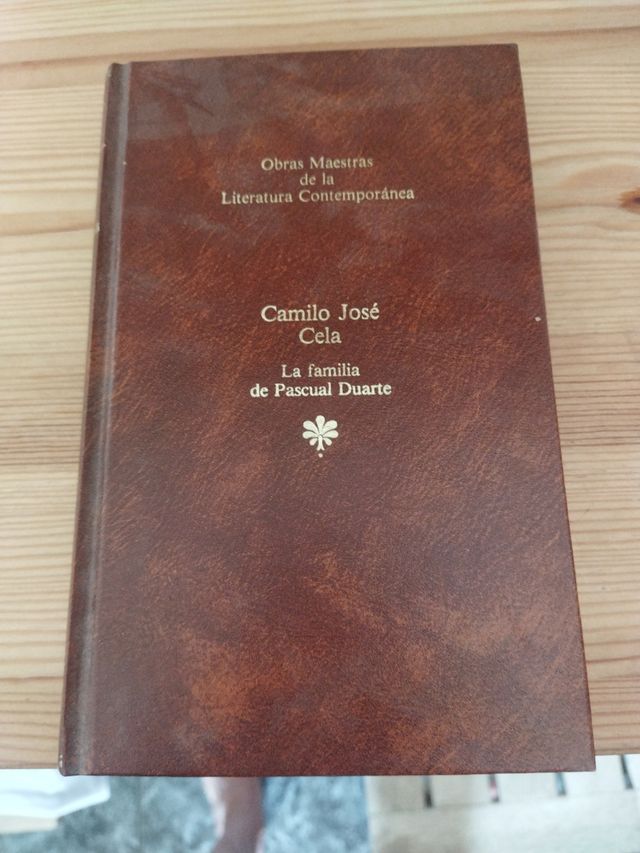 Obras Maestras
de la
Literatura Contemporánea
Camilo José
Cela
La familia
de Pascual Duarte